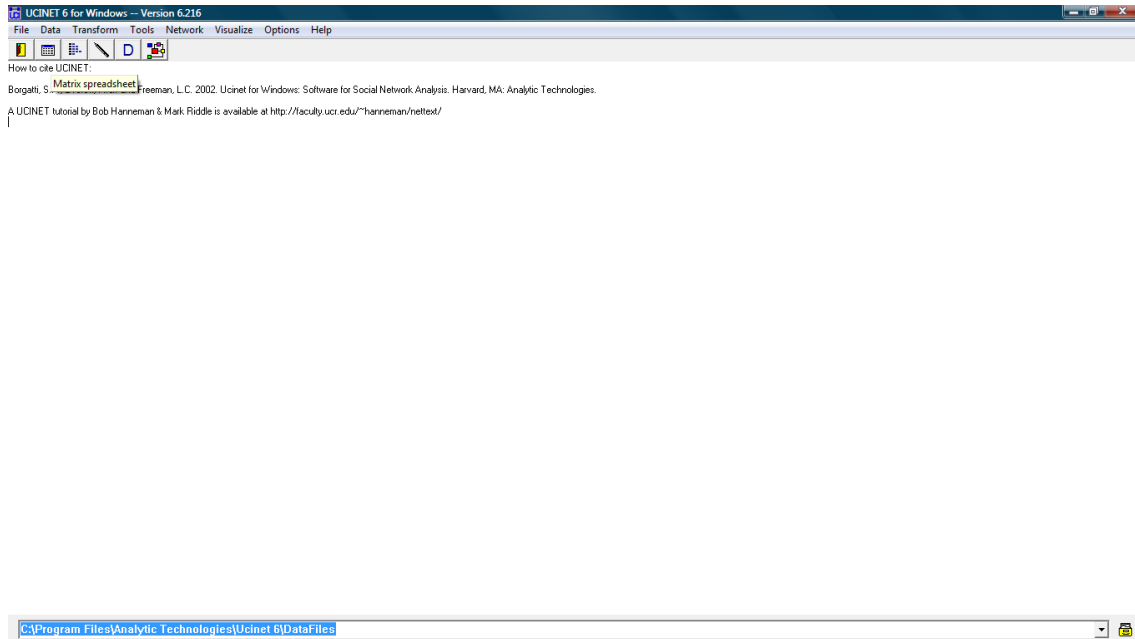 UCINET 6 for Windows -- Version 6.216
File Data Transform Tools Network Visualize Options Help
D
How to cite UCINET:
Matrix spreadsheet
Borgatti, S. Freeman, L.C. 2002. Ucinet for Windows: Software for Social Network Analysis. Harvard, MA: Analytic Technologies.
A UCINET tutorial by Bob Hanneman & Mark Riddle is available at http://faculty.ucr.edu/~hanneman/nettext/
C:\Program Files\Analytic Technologies\Ucinet 6\DataFiles